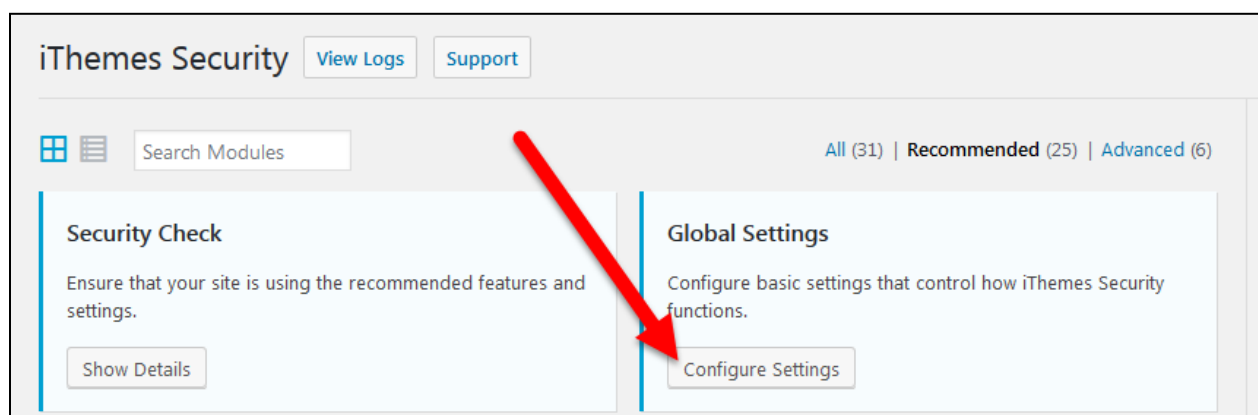 iThemes Security View Logs Support
Search Modules All (31) | Recommended (25) | Advanced (6)
Security Check
Ensure that your site is using the recommended features and
settings.
Show Details
Global Settings
Configure basic settings that control how iThemes Security
functions.
Configure Settings